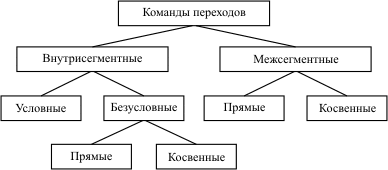 Команды переходов
Внутрисегментные
Межсегментные
Условные
Безусловные
Прямые
Косвенные
Прямые
Косвенные